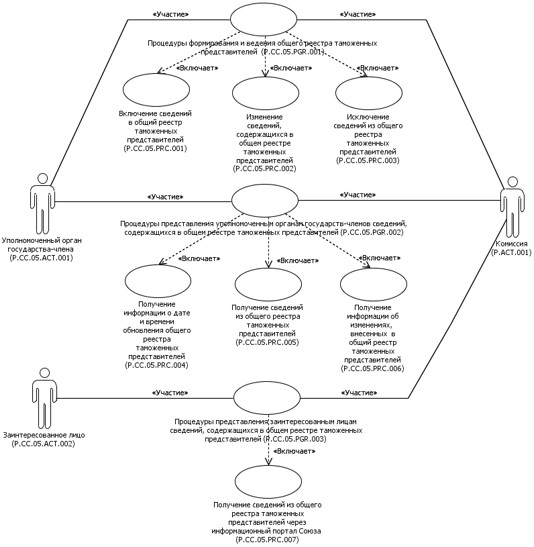 «Участие» «Участие»
Процедуры формирования и ведения общего реестра таможенных
представителей (P.CC.05.PGR.001)
«Включает» «Включает» «Включает»
Включение сведений
в общий реестр
таможенных
представителей
(P.CC.05.PRC.001)
Изменение
сведений,
содержащихся в
общем реестре
таможенных
представителей
(P.CC.05.PRC.002)
Исключение
сведений из общего
реестра
таможенных
представителей
(P.CC.05.PRC.003)
«Участие» «Участие»
Уполномоченный орган
государства-члена
(P.CC.05.ACT.001)
Комиссия
(P.ACT.001)
Процедуры представления уполномоченным органам государств-членов сведений,
содержащихся в общем реестре таможенных представителей (P.CC.05.PGR.002)
«Включает» «Включает» «Включает»
Получение
информации о дате
и времени
обновления общего
реестра
таможенных
представителей
(P.CC.05.PRC.004)
Получение сведений
из общего реестра
таможенных
представителей
(P.CC.05.PRC.005)
Получение
информации об
изменениях,
внесенных в
общий реестр
таможенных
представителей
(P.CC.05.PRC.006)
«Участие» «Участие»
Заинтересованное лицо
(P.CC.05.ACT.002)
Процедуры представления заинтересованным лицам
сведений, содержащихся в общем реестре таможенных
представителей (P.CC.05.PGR.003)
«Включает»
Получение сведений из общего
реестра таможенных
представителей через
информационный портал Союза
(P.CC.05.PRC.007)